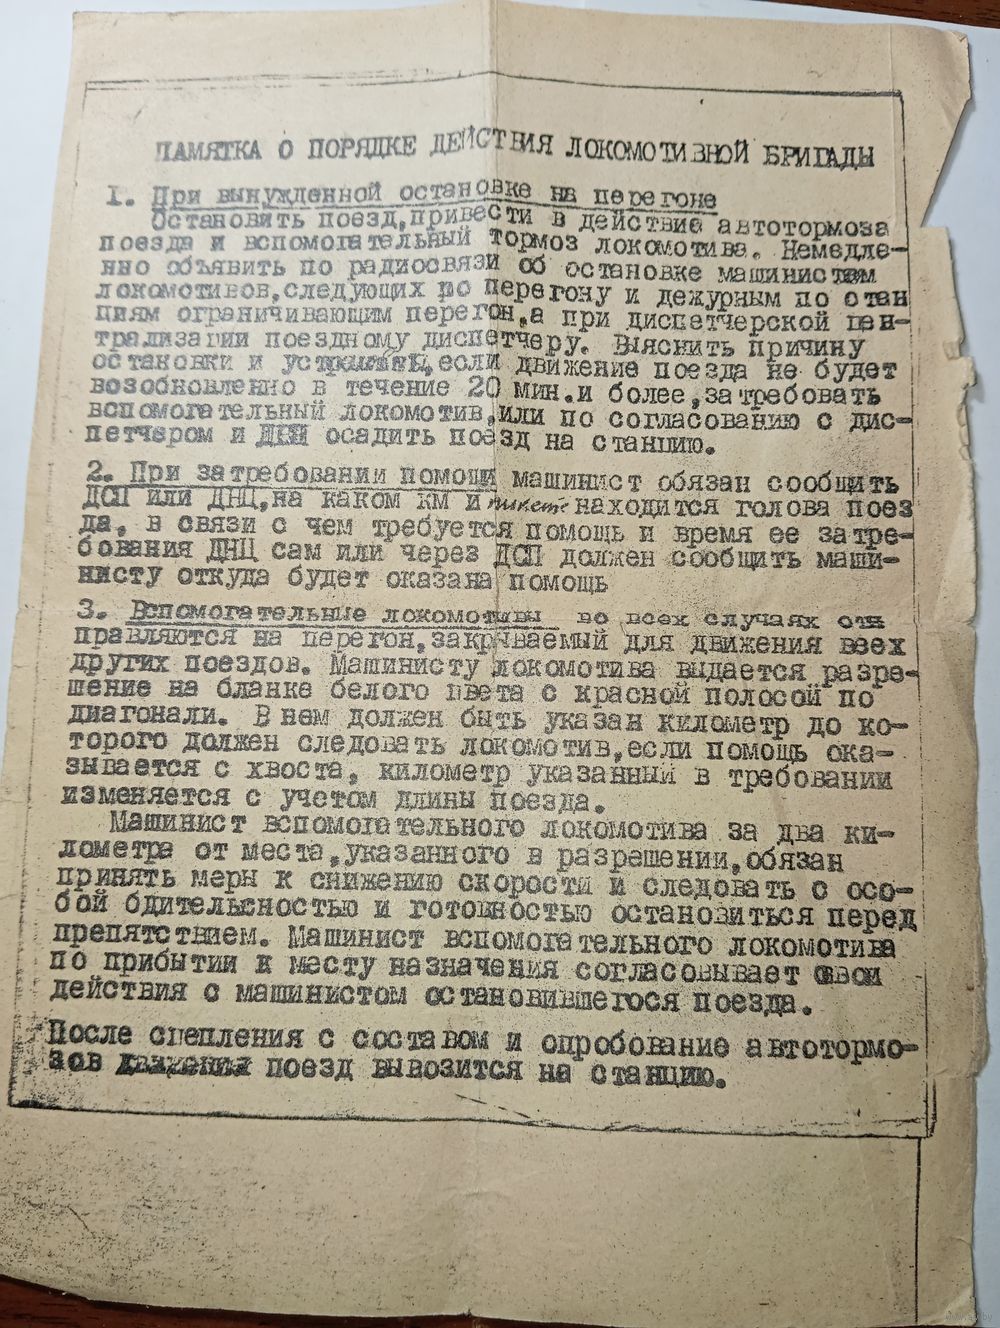 ПАМЯТКА О ПОРЯДКЕ ДЕЙСТВИЯ ЛОКОМОТИВНОЙ БРИГАДЫ
1. При вынужденной остановке на перегоне
Остановить поезд,привести в действие автотормоза
поезда и вспомогательный тормоз локомотива. Немедле-
нно объявить по радиосвязи об остановке машинистам
локомотивов,следующих по перегону и дежурным по стан
циям ограничивающим перегон,а при диспетчерской цен-
трализации поездному диспетчеру. Выяснить причину
остановки и если движение поезда не будет
возобновленно в течение 20 мин.и более,затребовать
вспомогательный локомотив,или по согласованию с дис-
петчером и осадить поезд на станцию.
2. При затребовании помощи машинист обязан сообщить
ДСП или ДНЦ,на каком км и пикете находится голова поез
да, в связи с чем требуется помощь и время ее затре-
бования ДНЦ сам или через ДСП должен сообщить маши-
нисту откуда будет оказана помощь
3. Вспомогательные локомотивы во всех случаях отп
правляются на перегон,закрываемый для движения всех
других поездов. Машинисту локомотива выдается разре-
шение на бланке белого цвета с красной полосой по
диагонали. В нем должен быть указан километр до ко-
торого должен следовать локомотив,если помощь ока-
зывается с хвоста, километр указанный в требовании
изменяется с учетом длины поезда.
Машинист вспомогательного локомотива за два ки-
лометра от места,указанного в разрешении,обязан
принять меры к снижению скорости и следовать с осо-
бой бдительностью и готовностью остановиться перед
препятствием. Машинист вспомогательного локомотива
по прибытии к месту назначения согласовывает свои
действия с машинистом остановившегося поезда.
После сцепления с составом и опробование автотормо-
зов поезд вывозится на станцию.